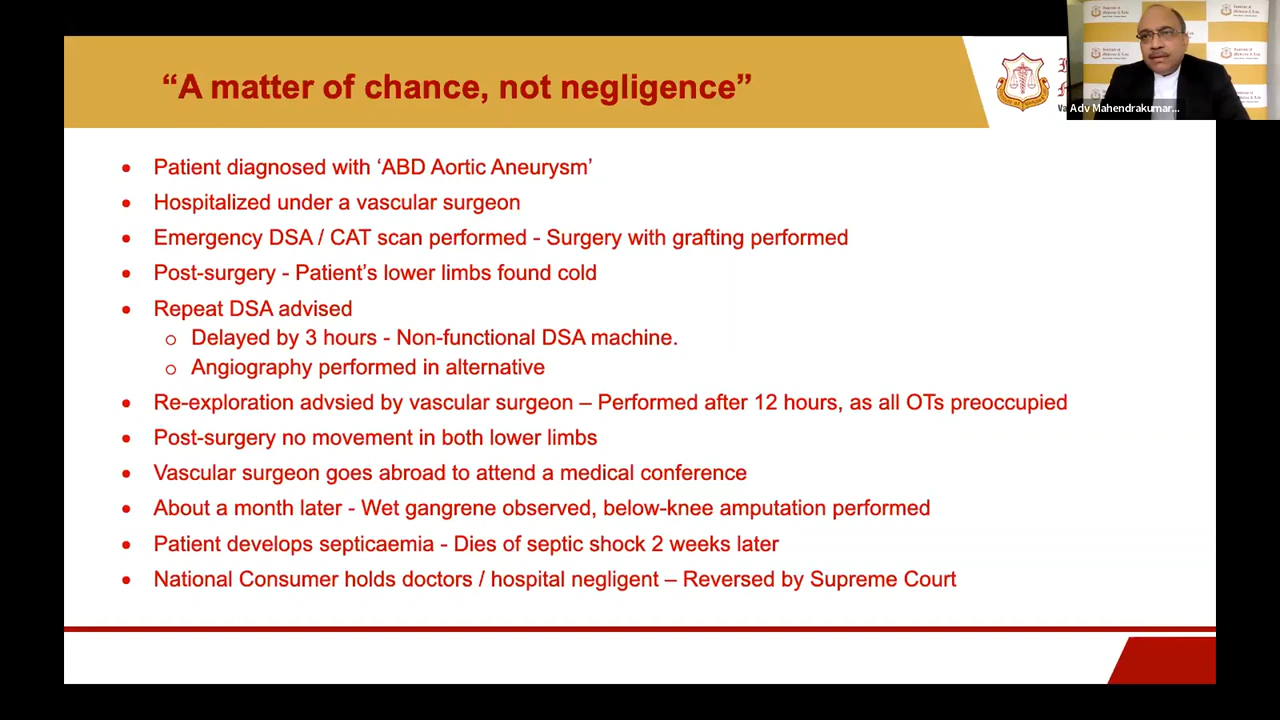 “A matter of chance, not negligence”
Adv Mahendrakumar...
• Patient diagnosed with ‘ABD Aortic Aneurysm’
• Hospitalized under a vascular surgeon
• Emergency DSA / CAT scan performed - Surgery with grafting performed
• Post-surgery - Patient’s lower limbs found cold
• Repeat DSA advised
o Delayed by 3 hours - Non-functional DSA machine.
o Angiography performed in alternative
• Re-exploration advsied by vascular surgeon – Performed after 12 hours, as all OTs preoccupied
• Post-surgery no movement in both lower limbs
• Vascular surgeon goes abroad to attend a medical conference
• About a month later - Wet gangrene observed, below-knee amputation performed
• Patient develops septicaemia - Dies of septic shock 2 weeks later
• National Consumer holds doctors / hospital negligent – Reversed by Supreme Court